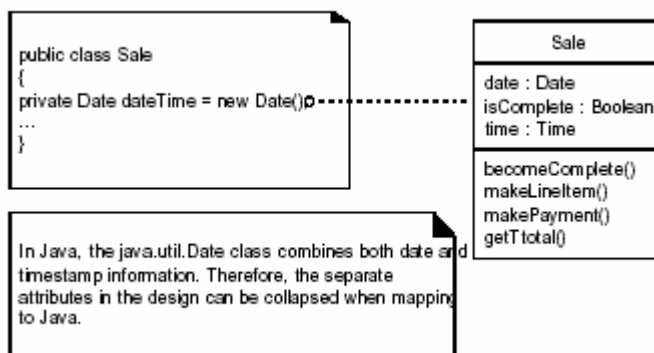 public class Sale
{
private Date dateTime = new Date();
...
}
Sale
date : Date
isComplete : Boolean
time : Time
becomeComplete()
makeLineItem()
makePayment()
getTtotal()
In Java, the java.util.Date class combines both date and
timestamp information. Therefore, the separate
attributes in the design can be collapsed when mapping
to Java.